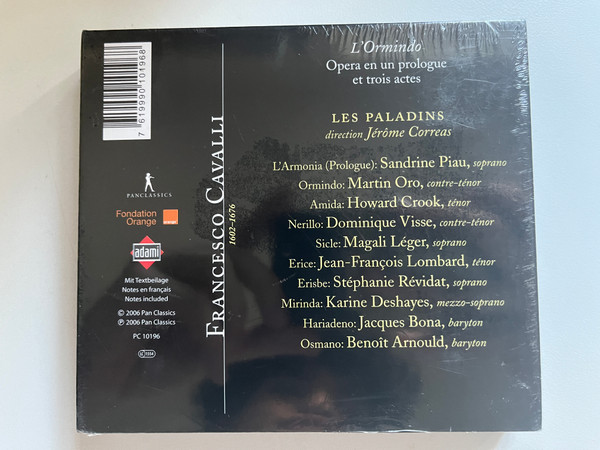 L'Ormindo
Opera en un prologue
et trois actes
LES PALADINS
direction Jérôme Correas
L'Armonia (Prologue): Sandrine Piau, soprano
Ormindo: Martin Oro, contre-ténor
Amida: Howard Crook, ténor
Nerillo: Dominique Visse, contre-ténor
Sicle: Magali Léger, soprano
Erice: Jean-François Lombard, ténor
Erisbe: Stéphanie Révidat, soprano
Mirinda: Karine Deshayes, mezzo-soprano
Hariadeno: Jacques Bona, baryton
Osmano: Benoît Arnould, baryton
FRANCESCO CAVALLI
1602-1676
7 619990 101968
PANCLASSICS
Fondation
Orange
adami
Mit Textbeilage
Notes en français
Notes included
© 2006 Pan Classics
℗ 2006 Pan Classics
PC 10196